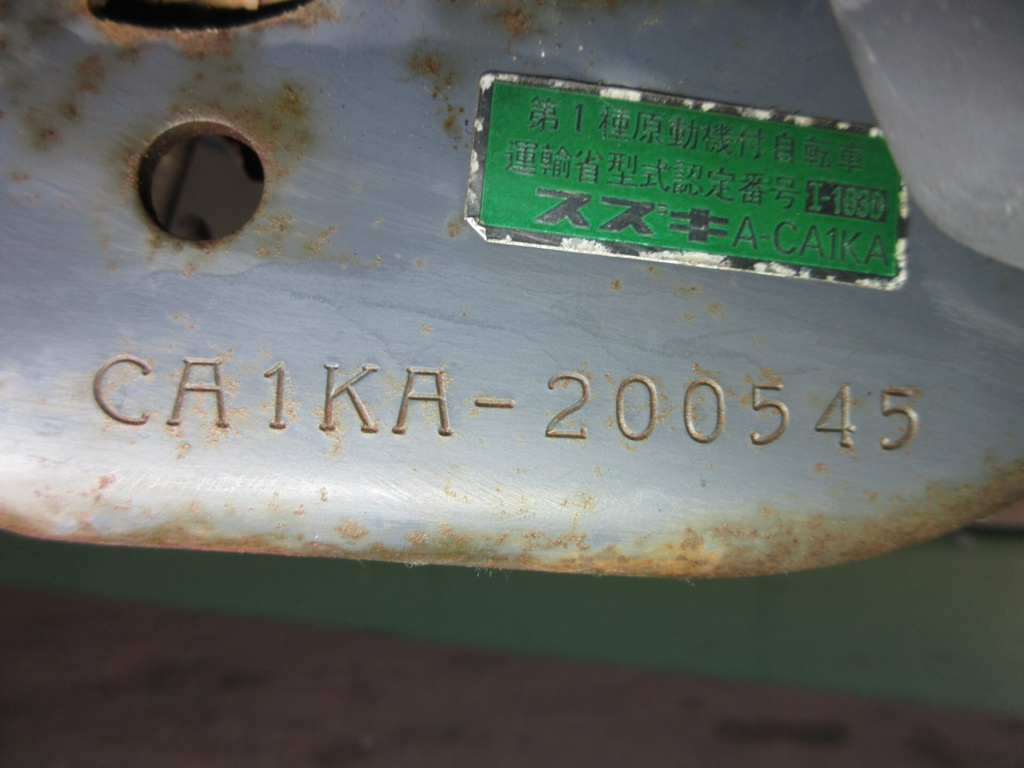 第1種原動機付自転車
運輸省型式認定番号 I-1830
スズキ A-CA1KA
CA1KA-200545